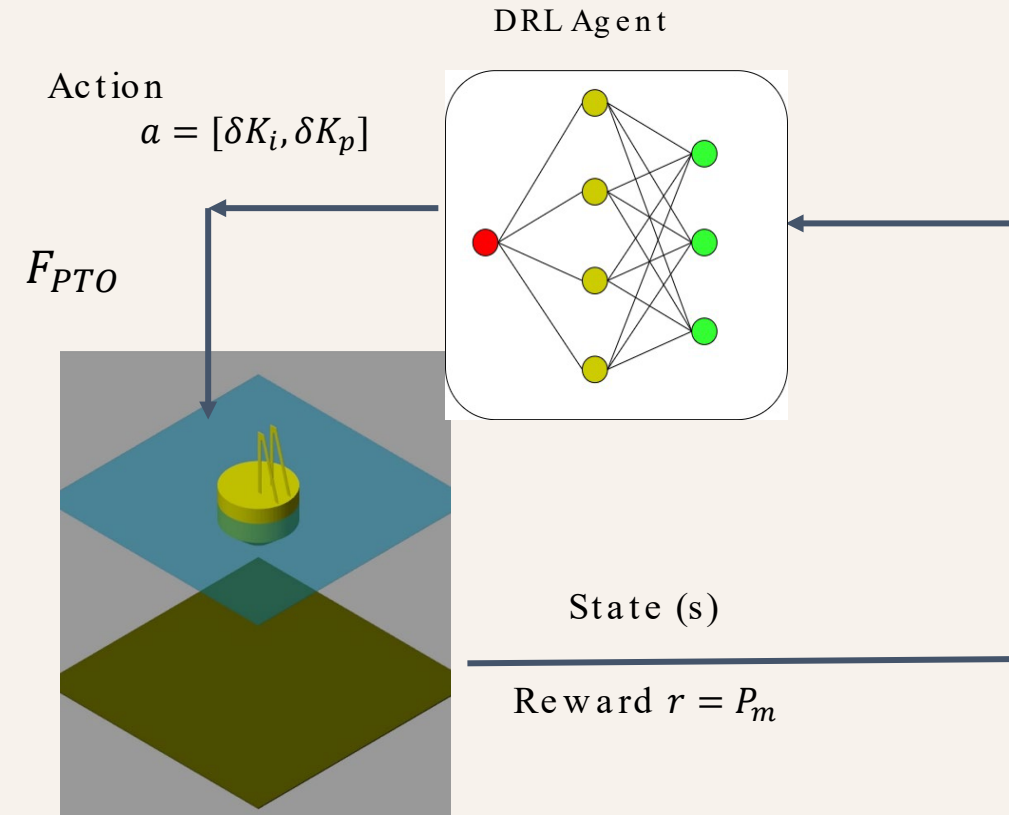 DRL Agent
Action
a = [δK_i, δK_p]
F_PTO
State (s)
Reward r = P_m